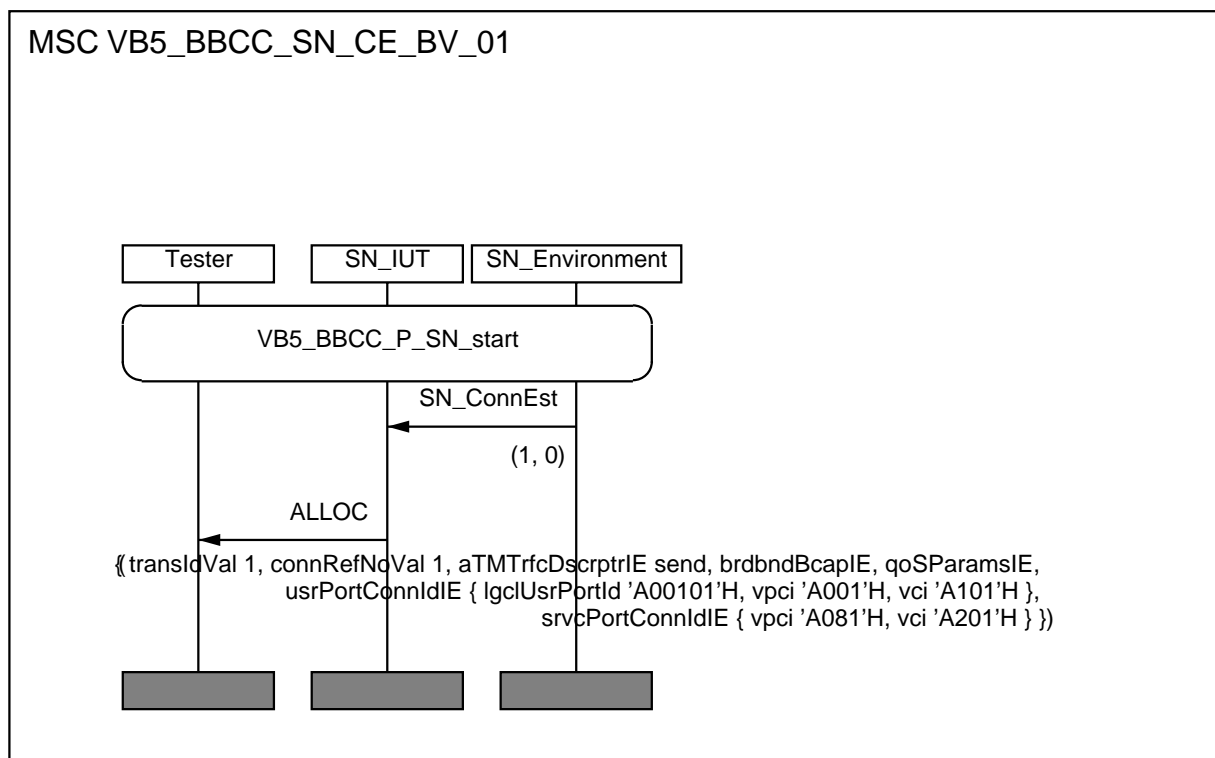 MSC VB5_BBCC_SN_CE_BV_01
Tester SN_IUT SN_Environment
VB5_BBCC_P_SN_start
SN_ConnEst
(1, 0)
ALLOC
({ transIdVal 1, connRefNoVal 1, aTMTrfcDscrptrIE send, brdbndBcapIE, qoSParamsIE,
usrPortConnIdIE { lgclUsrPortId 'A00101'H, vpci 'A001'H, vci 'A101'H },
srvcPortConnIdIE { vpci 'A081'H, vci 'A201'H } })